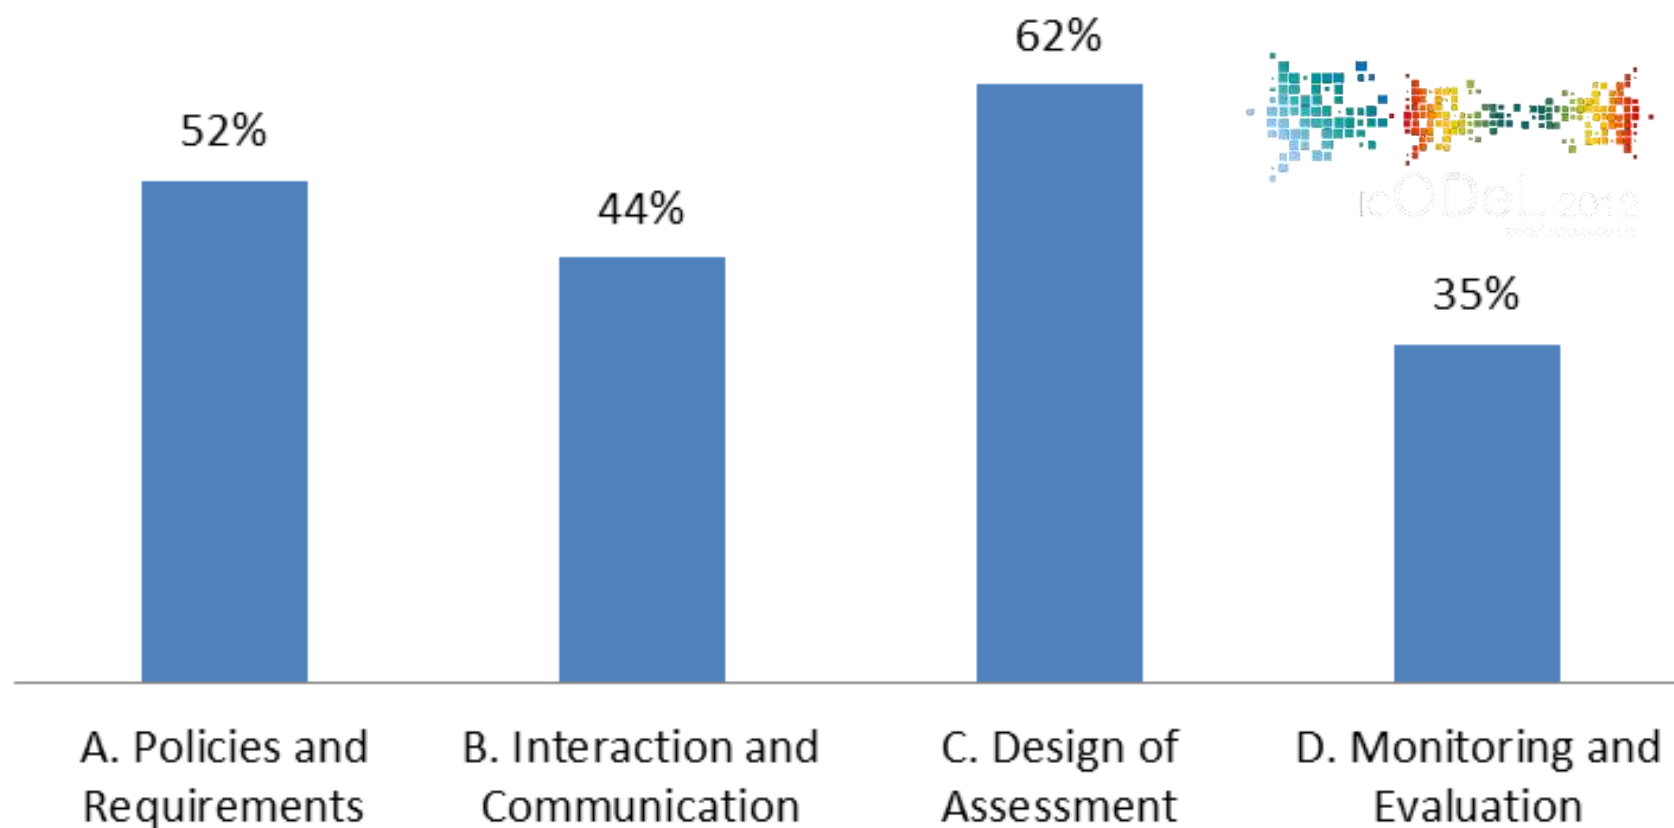 62%
52%
44%
IcODeL 2012
35%
A. Policies and
Requirements
B. Interaction and
Communication
C. Design of
Assessment
D. Monitoring and
Evaluation